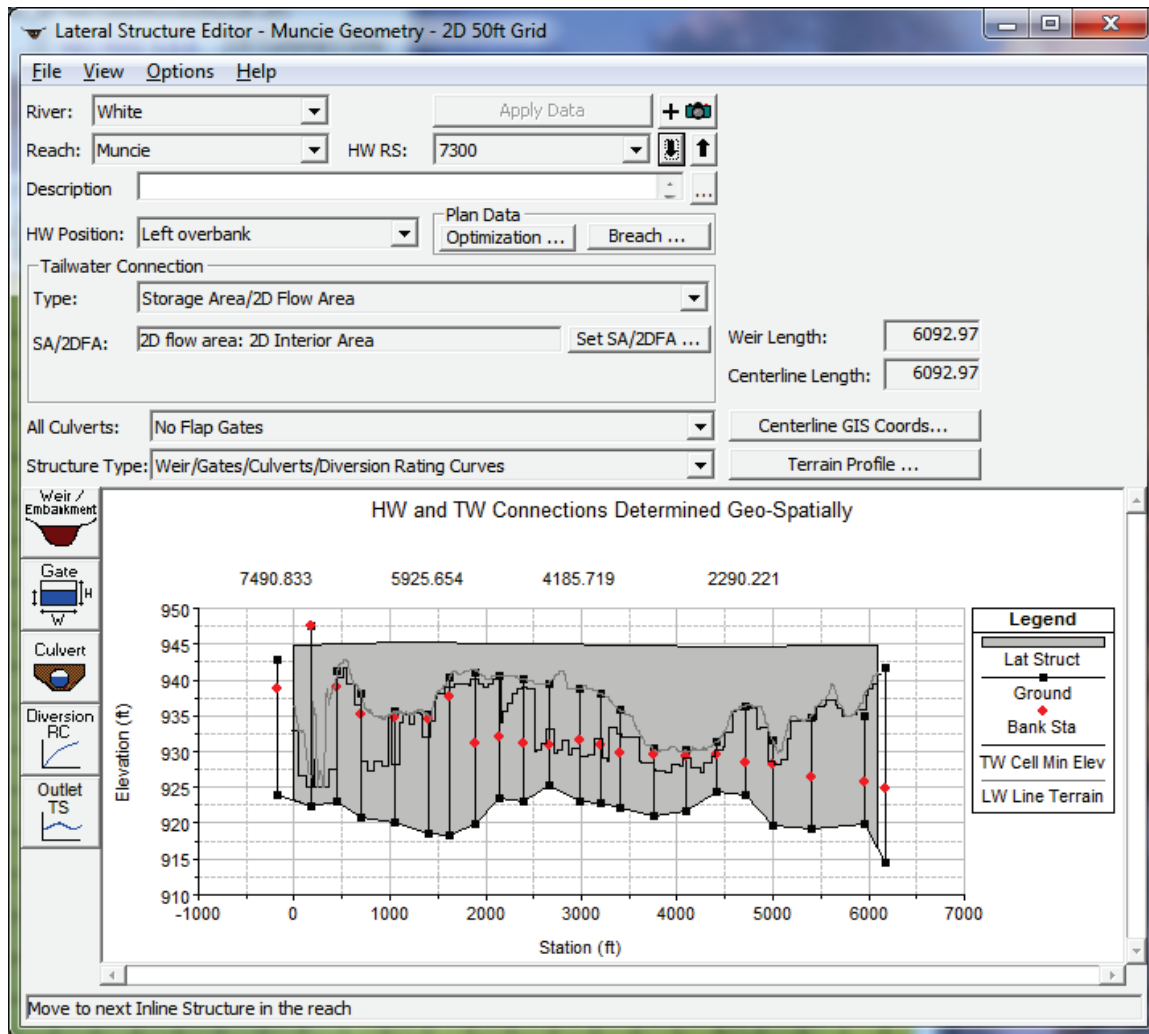 Lateral Structure Editor - Muncie Geometry - 2D 50ft Grid
File View Options Help
River: White Apply Data
Reach: Muncie HW RS: 7300
Description ...
HW Position: Left overbank Plan Data Optimization ... Breach ...
Tailwater Connection
Type: Storage Area/2D Flow Area
SA/2DFA: 2D flow area: 2D Interior Area Set SA/2DFA ... Weir Length: 6092.97
Centerline Length: 6092.97
All Culverts: No Flap Gates Centerline GIS Coords...
Structure Type: Weir/Gates/Culverts/Diversion Rating Curves Terrain Profile ...
Weir / Embankment
Gate
H
W
Culvert
Diversion RC
Outlet TS
HW and TW Connections Determined Geo-Spatially
7490.833 5925.654 4185.719 2290.221
950
945
940
935
930
925
920
915
910
Elevation (ft)
-1000 0 1000 2000 3000 4000 5000 6000 7000
Station (ft)
Legend
Lat Struct
Ground
Bank Sta
TW Cell Min Elev
LW Line Terrain
Move to next Inline Structure in the reach